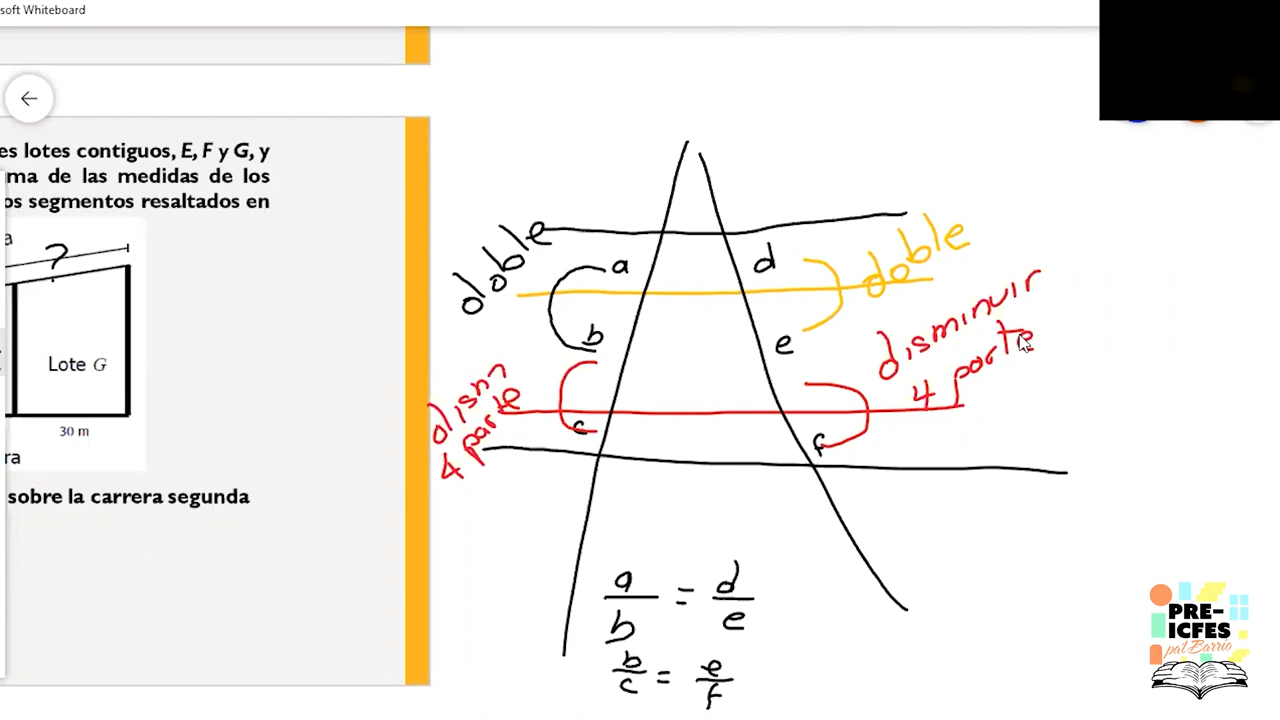 soft Whiteboard
es lotes contiguos, E, F y G, y
ma de las medidas de los
os segmentos resaltados en
a
?
Lote G
30 m
ra
sobre la carrera segunda
doble
a
d
doble
b
e
disminuir
4 parte
4 parte
c
f
a/b = d/e
b/c = e/f
PRE-
ICFES
pal Barrio